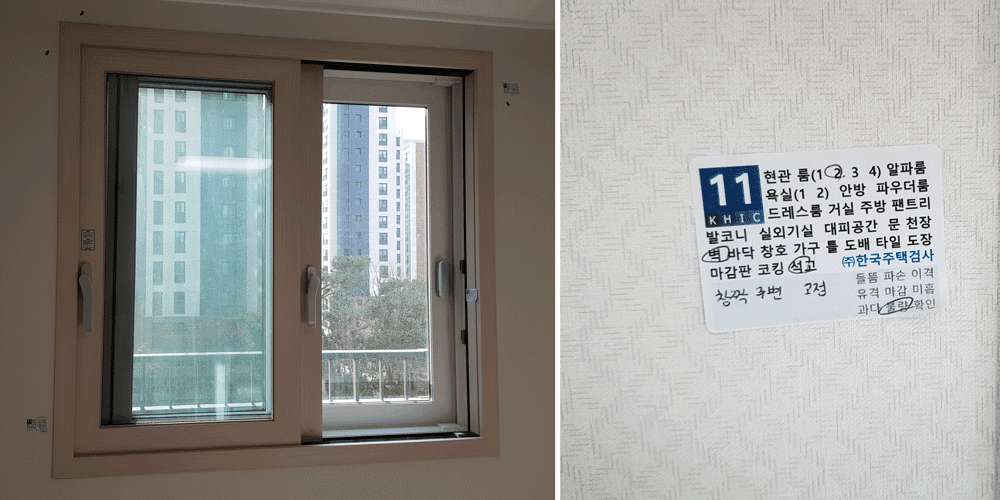 11
KHIC
현관 룸(1 2. 3 4) 알파룸
욕실(1 2) 안방 파우더룸
드레스룸 거실 주방 팬트리
발코니 실외기실 대피공간 문 천장
벽 바닥 창호 가구 틀 도배 타일 도장
마감판 코킹 석고 ㈜한국주택검사
창짝 주변 고정
들뜸 파손 이격
유격 마감 미흡
과다 불량 확인